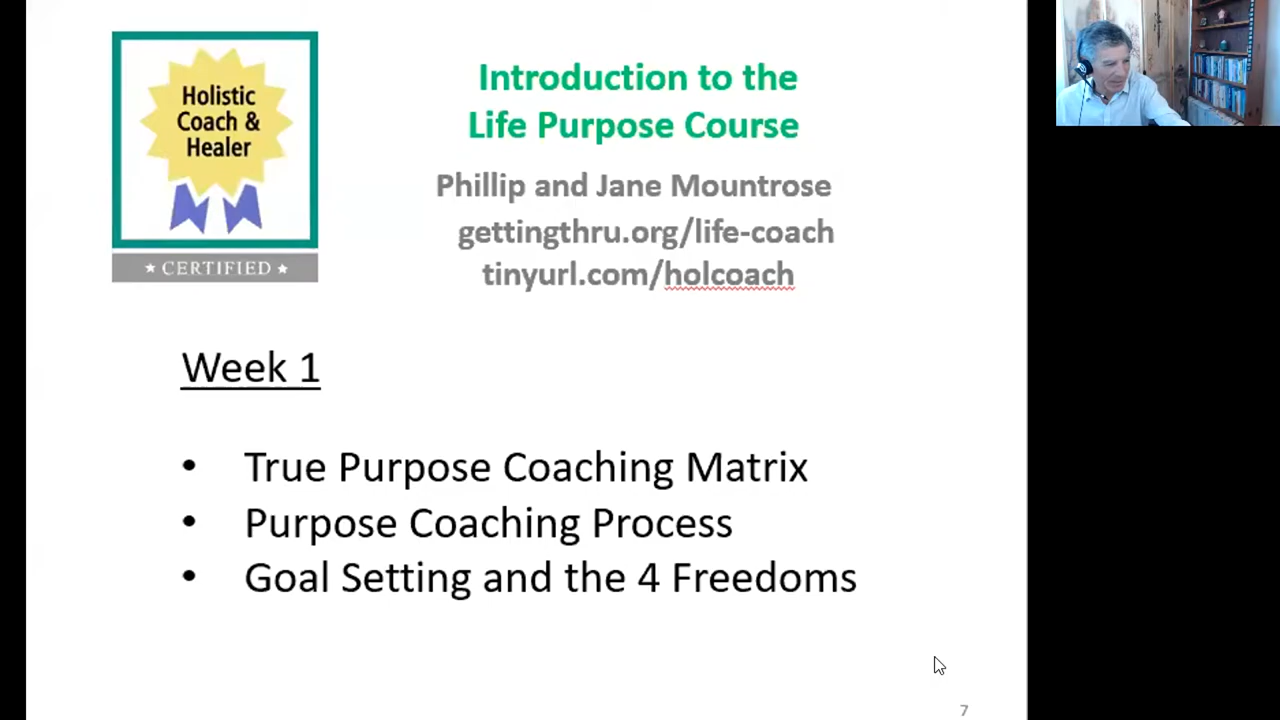 Holistic
Coach &
Healer
★ CERTIFIED ★
Introduction to the
Life Purpose Course
Phillip and Jane Mountrose
gettingthru.org/life-coach
tinyurl.com/holcoach
Week 1
• True Purpose Coaching Matrix
• Purpose Coaching Process
• Goal Setting and the 4 Freedoms
7